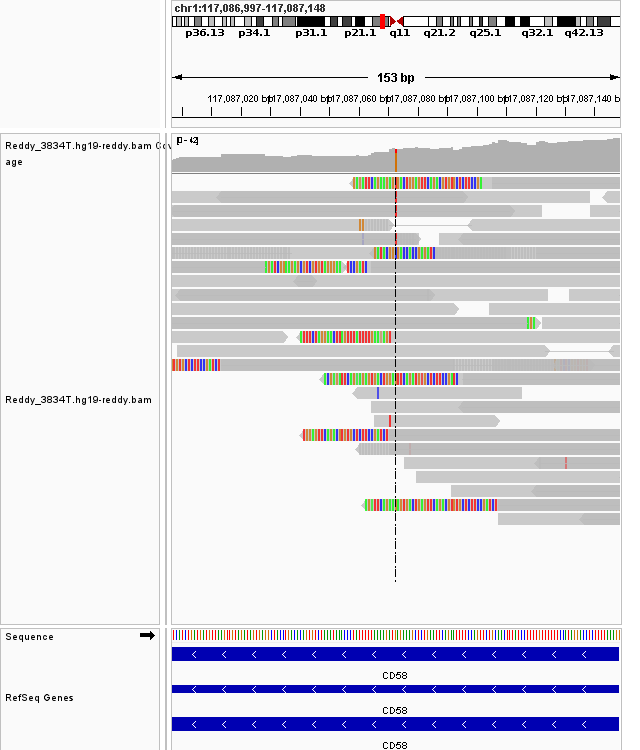 chr1:117,086,997-117,087,148
p36.13 p34.1 p31.1 p21.1 q11 q21.2 q25.1 q32.1 q42.13
153 bp
117,087,020 bp 117,087,040 bp 117,087,060 bp 117,087,080 bp 117,087,100 bp 117,087,120 bp 117,087,140 bp
Reddy_3834T.hg19-reddy.bam Cov
age
[0 - 42]
Reddy_3834T.hg19-reddy.bam
Sequence
CD58
RefSeq Genes
CD58
CD58